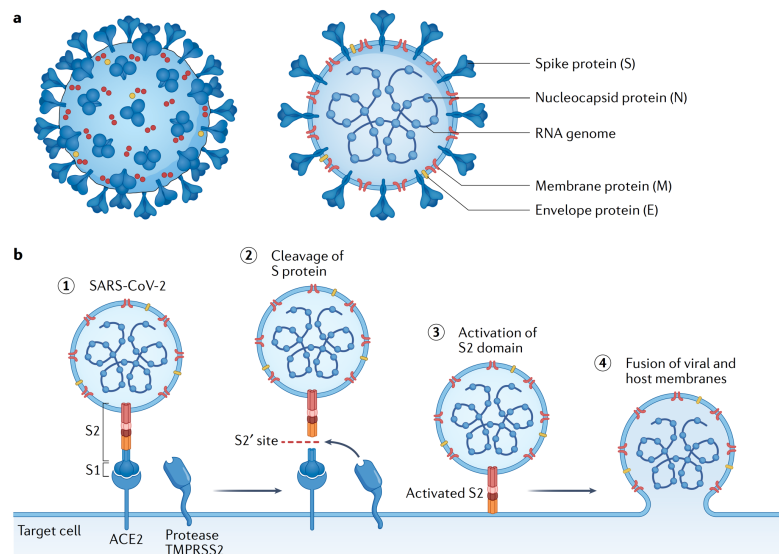 a
Spike protein (S)
Nucleocapsid protein (N)
RNA genome
Membrane protein (M)
Envelope protein (E)
b
1 SARS-CoV-2
S2
S1
ACE2
Protease
TMPRSS2
Target cell
2 Cleavage of
S protein
S2′ site
3 Activation of
S2 domain
Activated S2
4 Fusion of viral and
host membranes